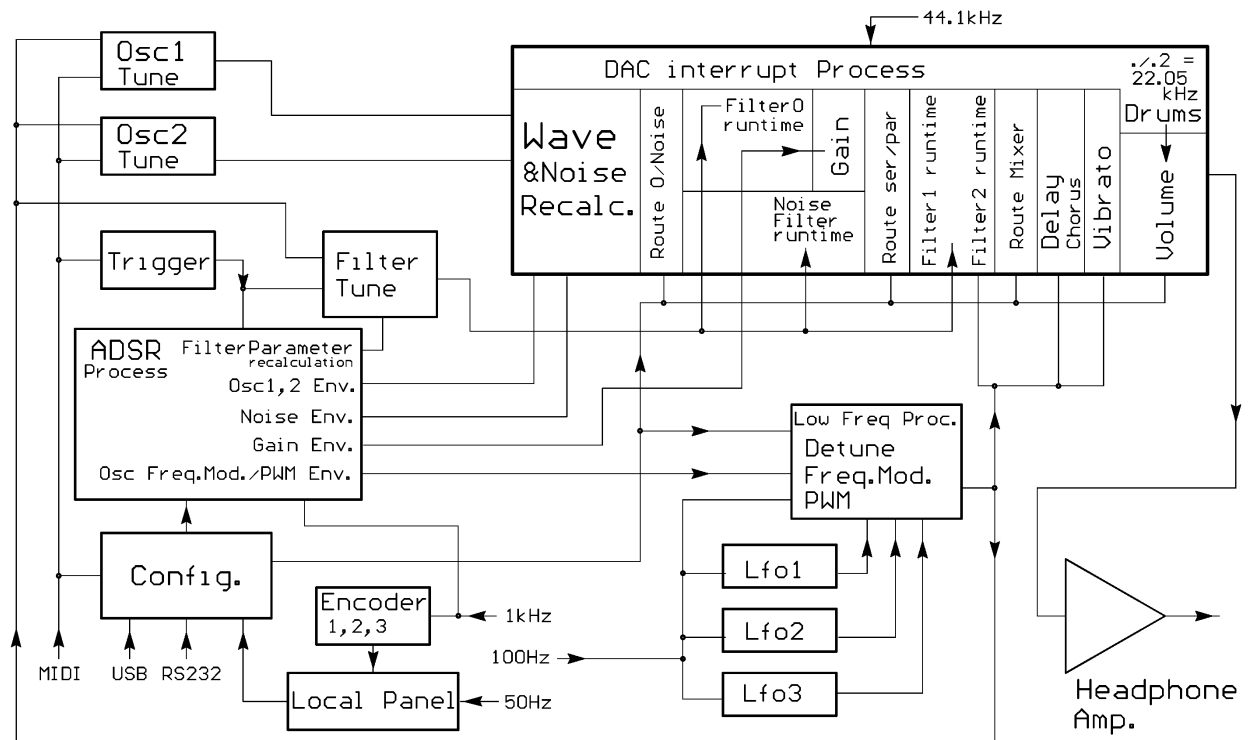 44.1kHz
Osc1
Tune
Osc2
Tune
DAC interrupt Process
./.2 =
22.05
kHz
Drums
Wave
&Noise
Recalc.
Route O/Noise
Filter0
runtime
Gain
Noise
Filter
runtime
Route ser/par
Filter1 runtime
Filter2 runtime
Route Mixer
Delay
Chorus
Vibrato
Volume
Trigger
Filter
Tune
ADSR
Process
FilterParameter
recalculation
Osc1,2 Env.
Noise Env.
Gain Env.
Osc Freq.Mod./PWM Env.
Low Freq Proc.
Detune
Freq.Mod.
PWM
Config.
Encoder
1,2,3
1kHz
Lfo1
Lfo2
Lfo3
100Hz
MIDI
USB
RS232
Local Panel
50Hz
Headphone
Amp.